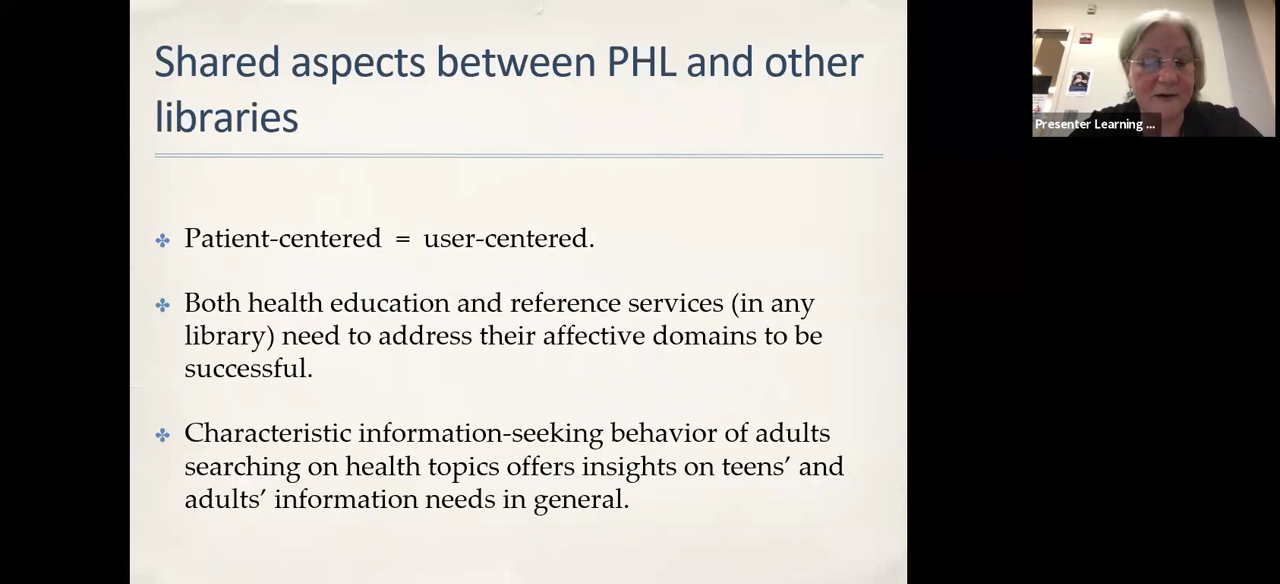 Shared aspects between PHL and other
libraries
Patient-centered = user-centered.
Both health education and reference services (in any
library) need to address their affective domains to be
successful.
Characteristic information-seeking behavior of adults
searching on health topics offers insights on teens’ and
adults’ information needs in general.
Presenter Learning ...